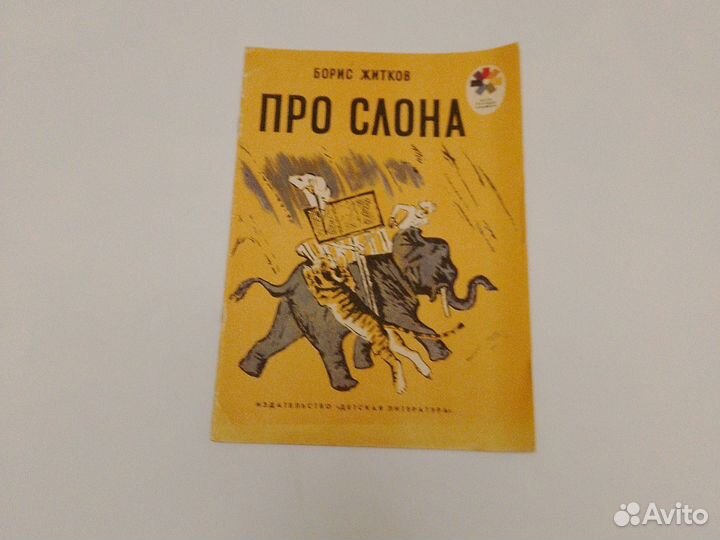 БОРИС ЖИТКОВ
ПРО СЛОНА
ИЗДАТЕЛЬСТВО «ДЕТСКАЯ ЛИТЕРАТУРА»
Avito